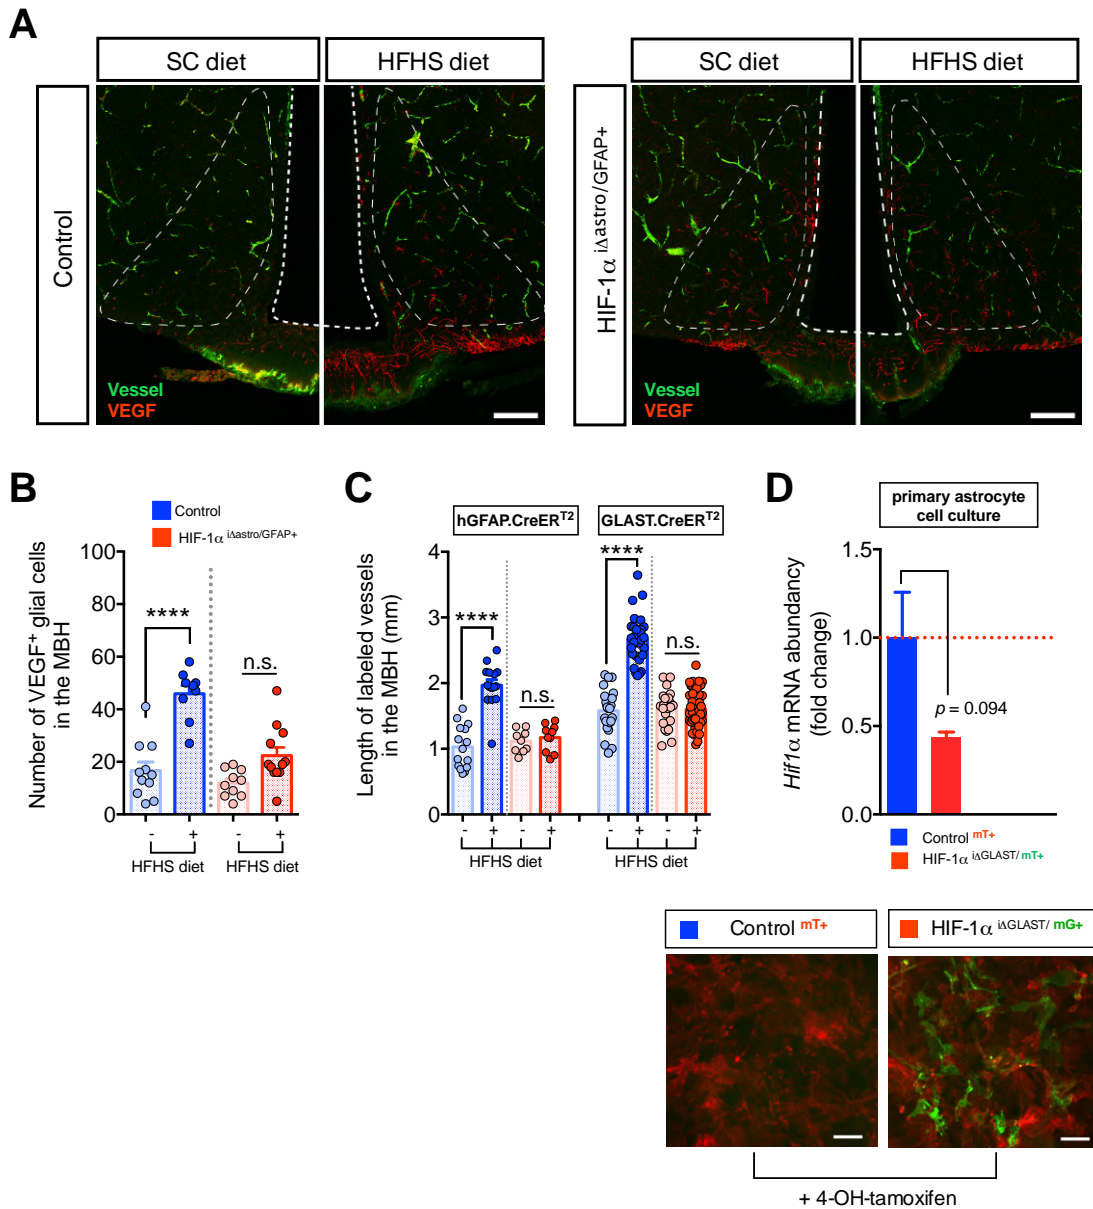 A
SC diet
HFHS diet
SC diet
HFHS diet
Control
HIF-1α iΔastro/GFAP+
Vessel
VEGF
Vessel
VEGF
B
Control
HIF-1α iΔastro/GFAP+
Number of VEGF+ glial cells
in the MBH
100
80
60
40
20
0
****
n.s.
- + - +
HFHS diet
HFHS diet
C
hGFAP.CreERT2
GLAST.CreERT2
Length of labeled vessels
in the MBH (mm)
4
3
2
1
0
****
n.s.
****
n.s.
- + - + - + - +
HFHS diet
HFHS diet
D
primary astrocyte
cell culture
Hif1α mRNA abundancy
(fold change)
1.5
1.0
0.5
0.0
p = 0.094
Control mT+
HIF-1α iΔGLAST/ mT+
Control mT+
HIF-1α iΔGLAST/ mG+
+ 4-OH-tamoxifen